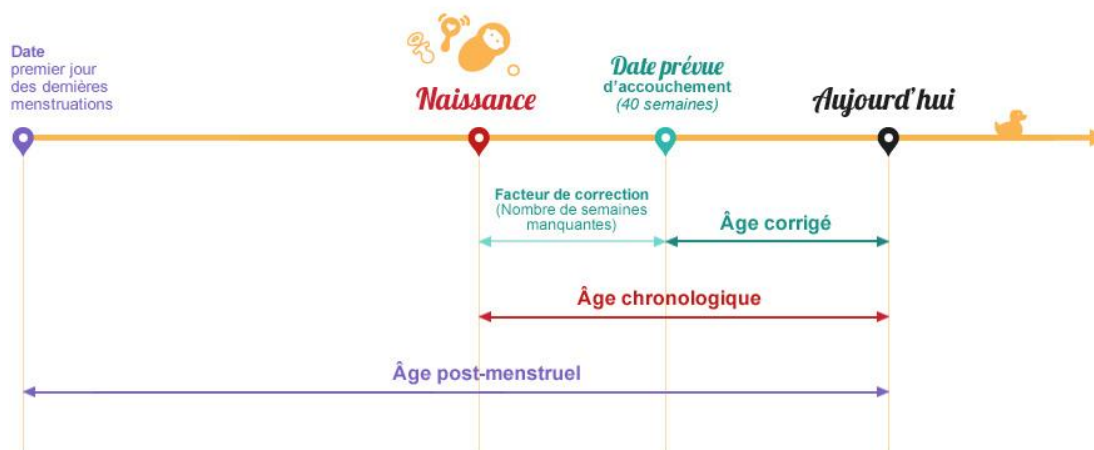 Date
premier jour
des dernières
menstruations
Naissance
Date prévue
d'accouchement
(40 semaines)
Aujourd'hui
Facteur de correction
(Nombre de semaines
manquantes)
Âge corrigé
Âge chronologique
Âge post-menstruel